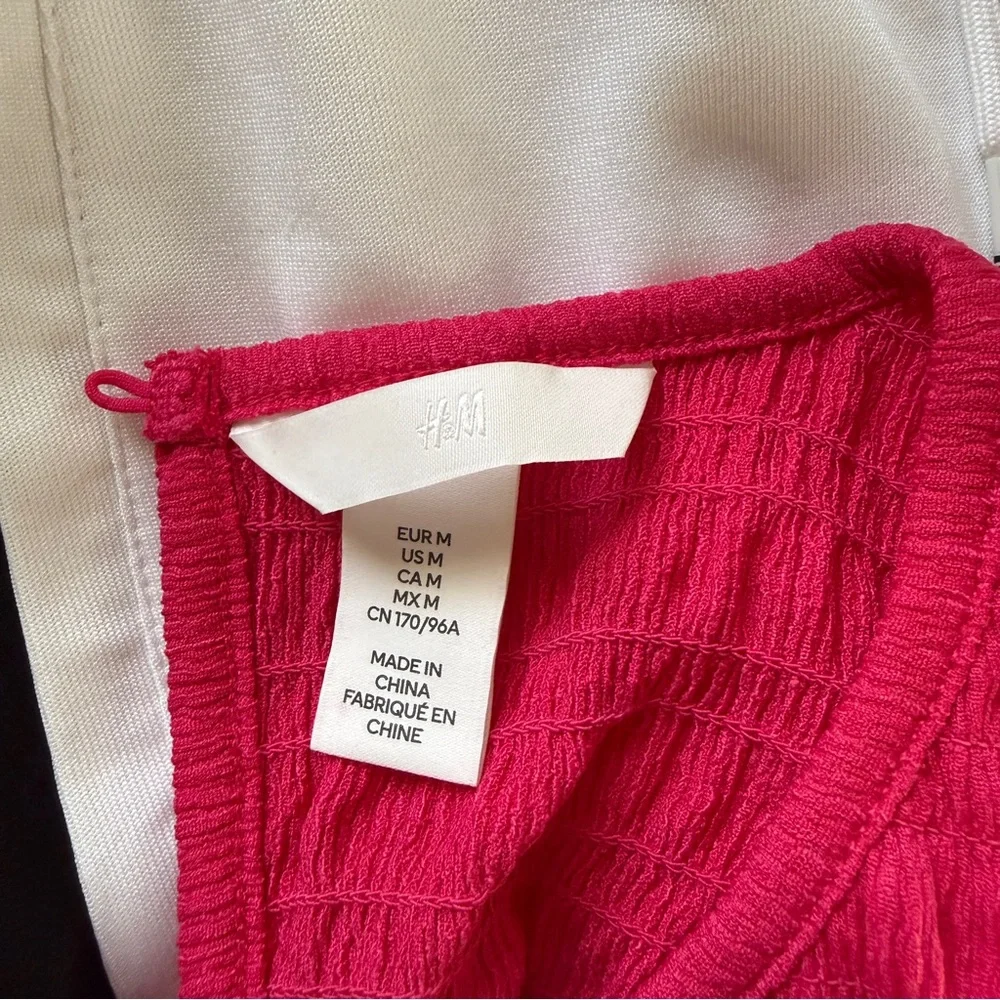 H&M
EUR M
US M
CA M
MX M
CN 170/96A
MADE IN
CHINA
FABRIQUÉ EN
CHINE